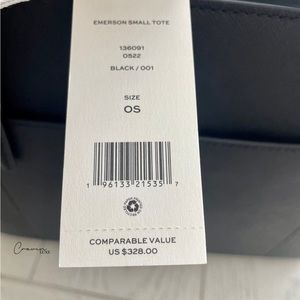 EMERSON SMALL TOTE
136091
0522
BLACK / 001
SIZE
OS
1 96133 21535 7
COMPARABLE VALUE
US $328.00